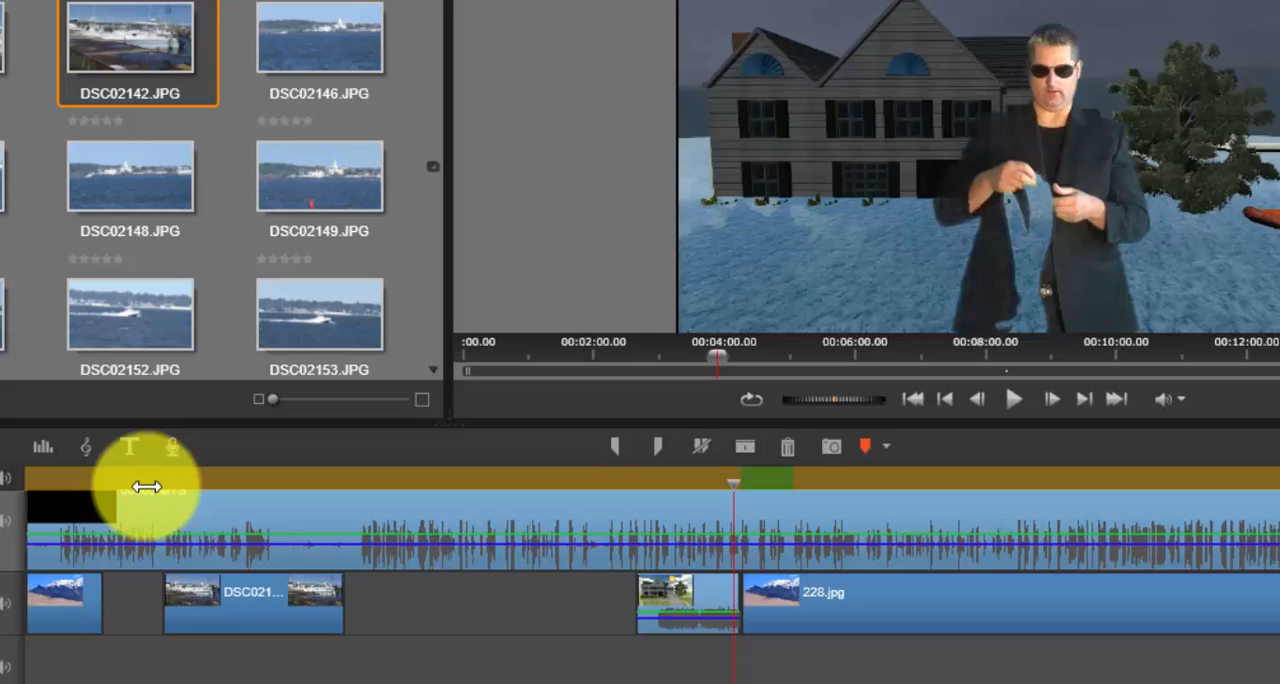 DSC02142.JPG DSC02146.JPG
DSC02148.JPG DSC02149.JPG
DSC02152.JPG DSC02153.JPG
:00.00 00:02:00.00 00:04:00.00 00:06:00.00 00:08:00.00 00:10:00.00 00:12:00.00
T
DSC021... 228.jpg